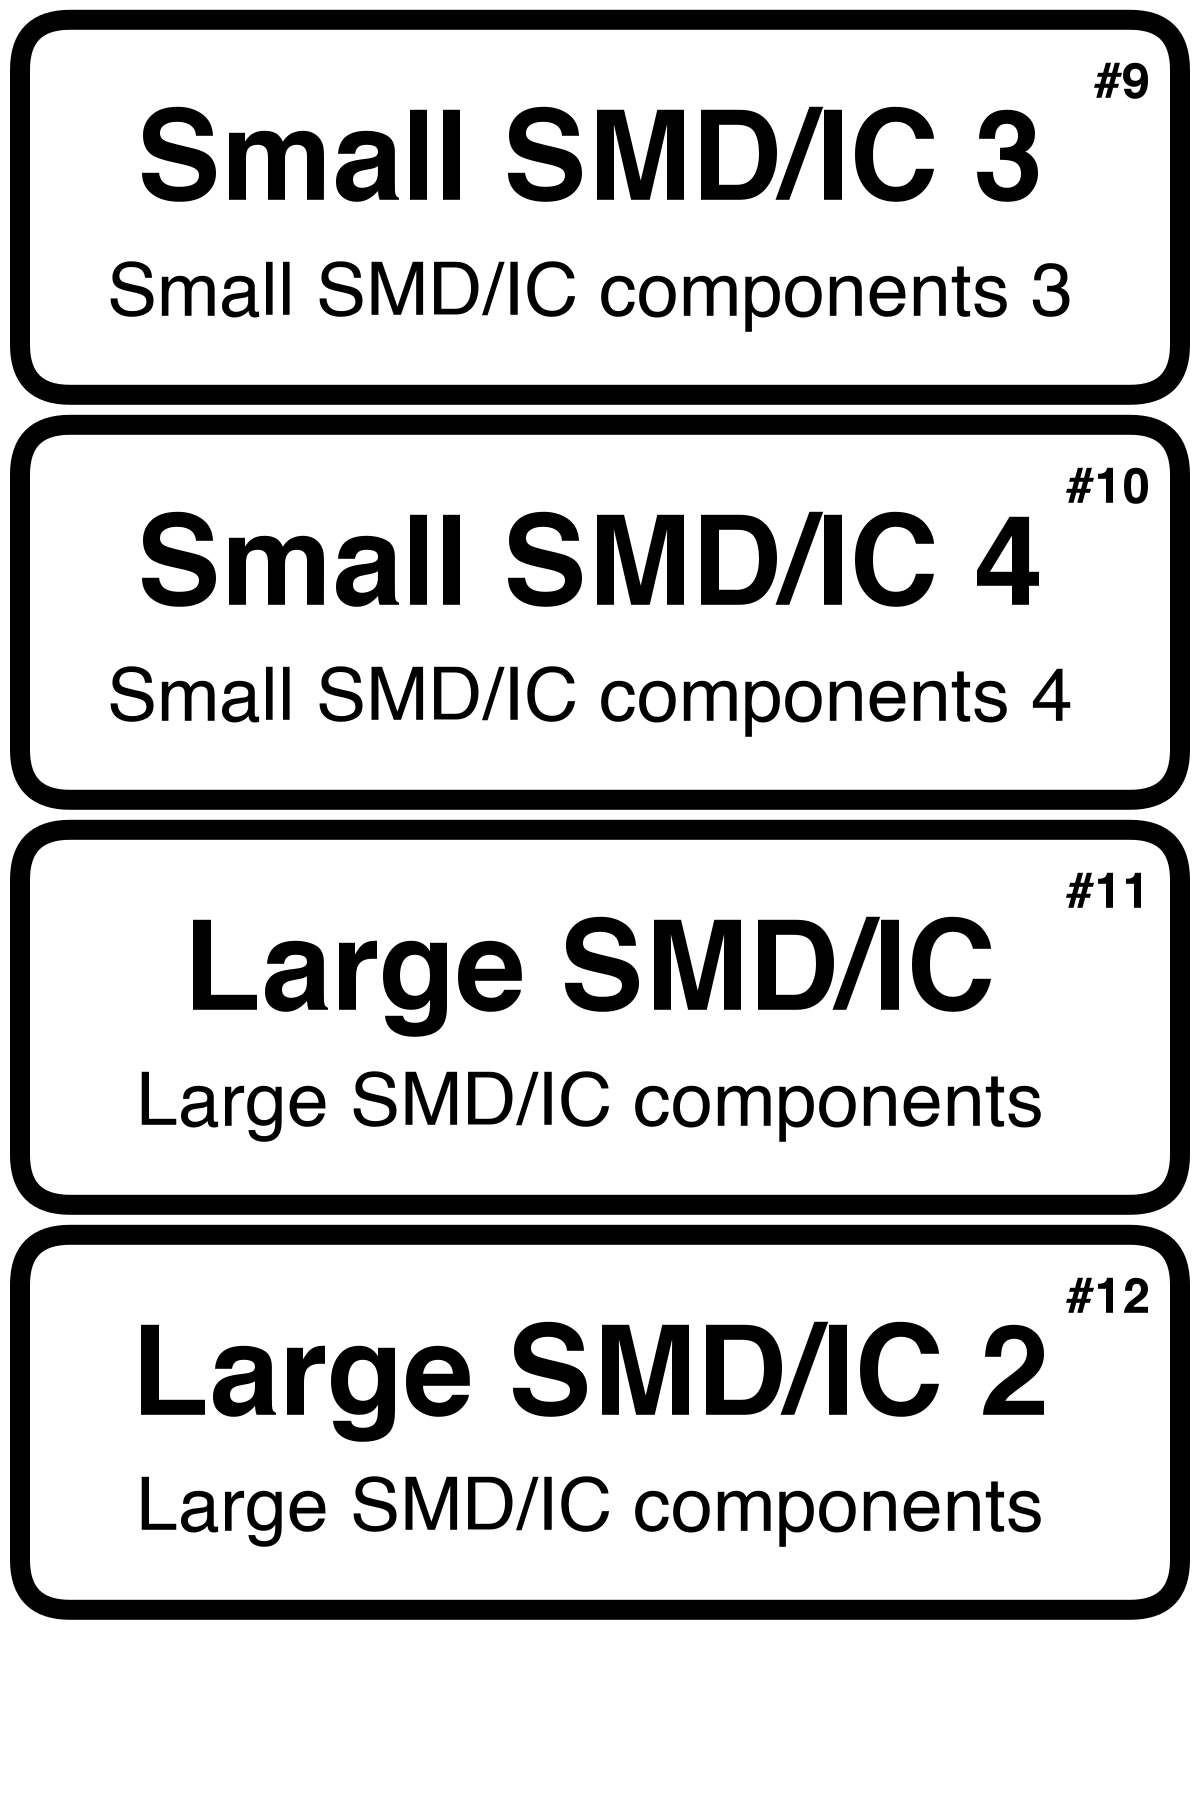 #9
Small SMD/IC 3
Small SMD/IC components 3
#10
Small SMD/IC 4
Small SMD/IC components 4
#11
Large SMD/IC
Large SMD/IC components
#12
Large SMD/IC 2
Large SMD/IC components